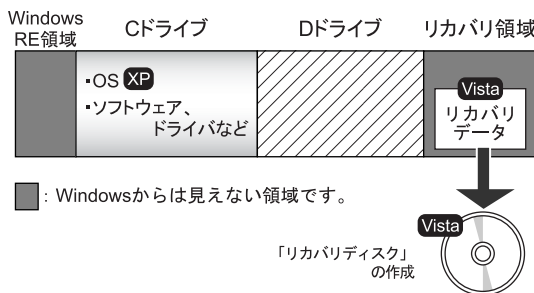 Windows
RE領域
Cドライブ
Dドライブ
リカバリ領域
・OS XP
・ソフトウェア、
ドライバなど
Vista
リカバリ
データ
: Windowsからは見えない領域です。
Vista
「リカバリディスク」
の作成